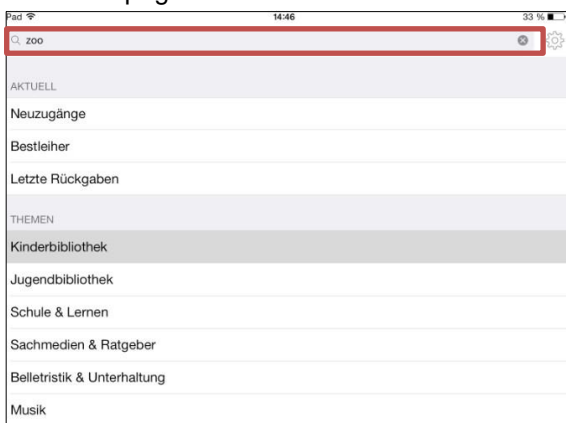 Pad 14:46 33 %
zoo
AKTUELL
Neuzugänge
Bestleiher
Letzte Rückgaben
THEMEN
Kinderbibliothek
Jugendbibliothek
Schule & Lernen
Sachmedien & Ratgeber
Belletristik & Unterhaltung
Musik